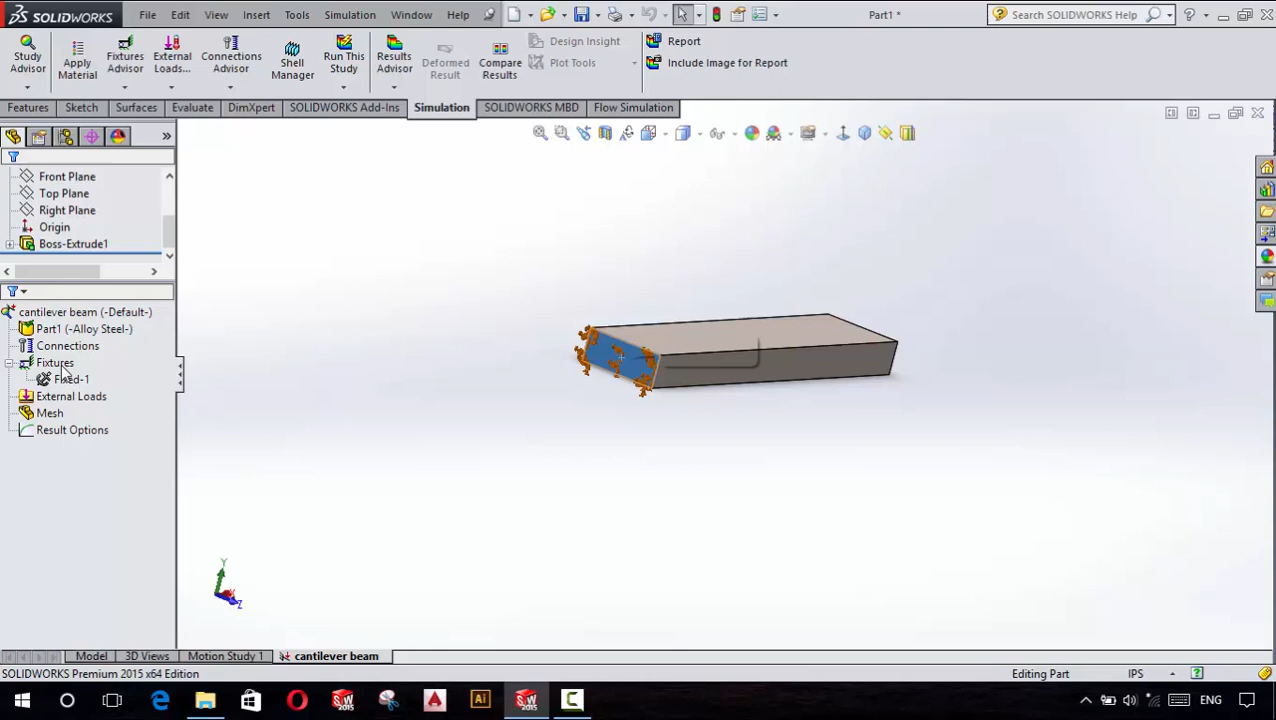 SOLIDWORKS File Edit View Insert Tools Simulation Window Help Part1 * Search SOLIDWORKS Help
Study Advisor
Apply Material
Fixtures Advisor
External Loads...
Connections Advisor
Shell Manager
Run This Study
Results Advisor
Deformed Result
Compare Results
Design Insight
Plot Tools
Report
Include Image for Report
Features Sketch Surfaces Evaluate DimXpert SOLIDWORKS Add-Ins Simulation SOLIDWORKS MBD Flow Simulation
Front Plane
Top Plane
Right Plane
Origin
Boss-Extrude1
cantilever beam (-Default-)
Part1 (-Alloy Steel-)
Connections
Fixtures
Fixed-1
External Loads
Mesh
Result Options
Y
Z
Model 3D Views Motion Study 1 cantilever beam
SOLIDWORKS Premium 2015 x64 Edition Editing Part IPS
ENG